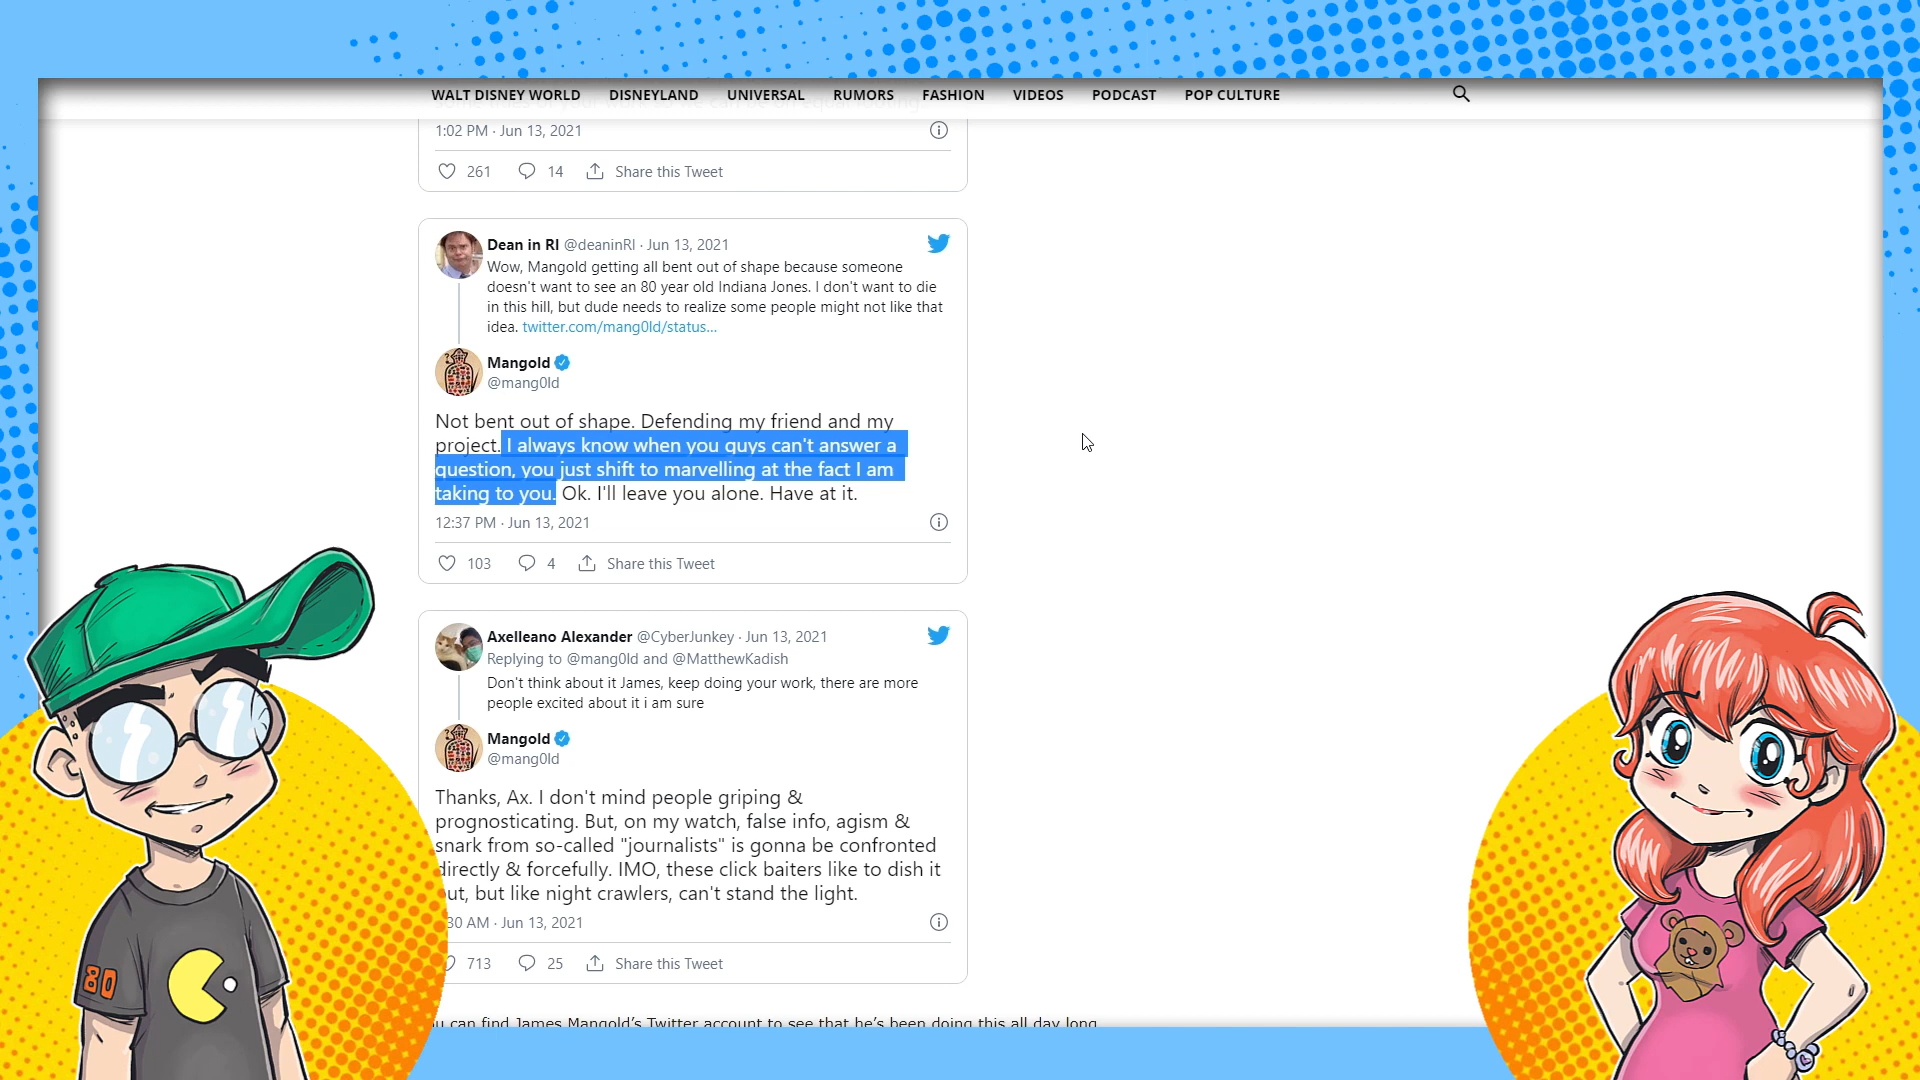 WALT DISNEY WORLD DISNEYLAND UNIVERSAL RUMORS FASHION VIDEOS PODCAST POP CULTURE
1:02 PM · Jun 13, 2021
261 14 Share this Tweet
Dean in RI @deaninRI · Jun 13, 2021
Wow, Mangold getting all bent out of shape because someone
doesn't want to see an 80 year old Indiana Jones. I don't want to die
in this hill, but dude needs to realize some people might not like that
idea. twitter.com/mang0ld/status...
Mangold
@mang0ld
Not bent out of shape. Defending my friend and my
project. I always know when you guys can't answer a
question, you just shift to marvelling at the fact I am
taking to you. Ok. I'll leave you alone. Have at it.
12:37 PM · Jun 13, 2021
103 4 Share this Tweet
Axelleano Alexander @CyberJunkey · Jun 13, 2021
Replying to @mang0ld and @MatthewKadish
Don't think about it James, keep doing your work, there are more
people excited about it i am sure
Mangold
@mang0ld
Thanks, Ax. I don't mind people griping &
prognosticating. But, on my watch, false info, agism &
snark from so-called "journalists" is gonna be confronted
directly & forcefully. IMO, these click baiters like to dish it
out, but like night crawlers, can't stand the light.
30 AM · Jun 13, 2021
713 25 Share this Tweet
can find James Mangold's Twitter account to see that he's been doing this all day long
80